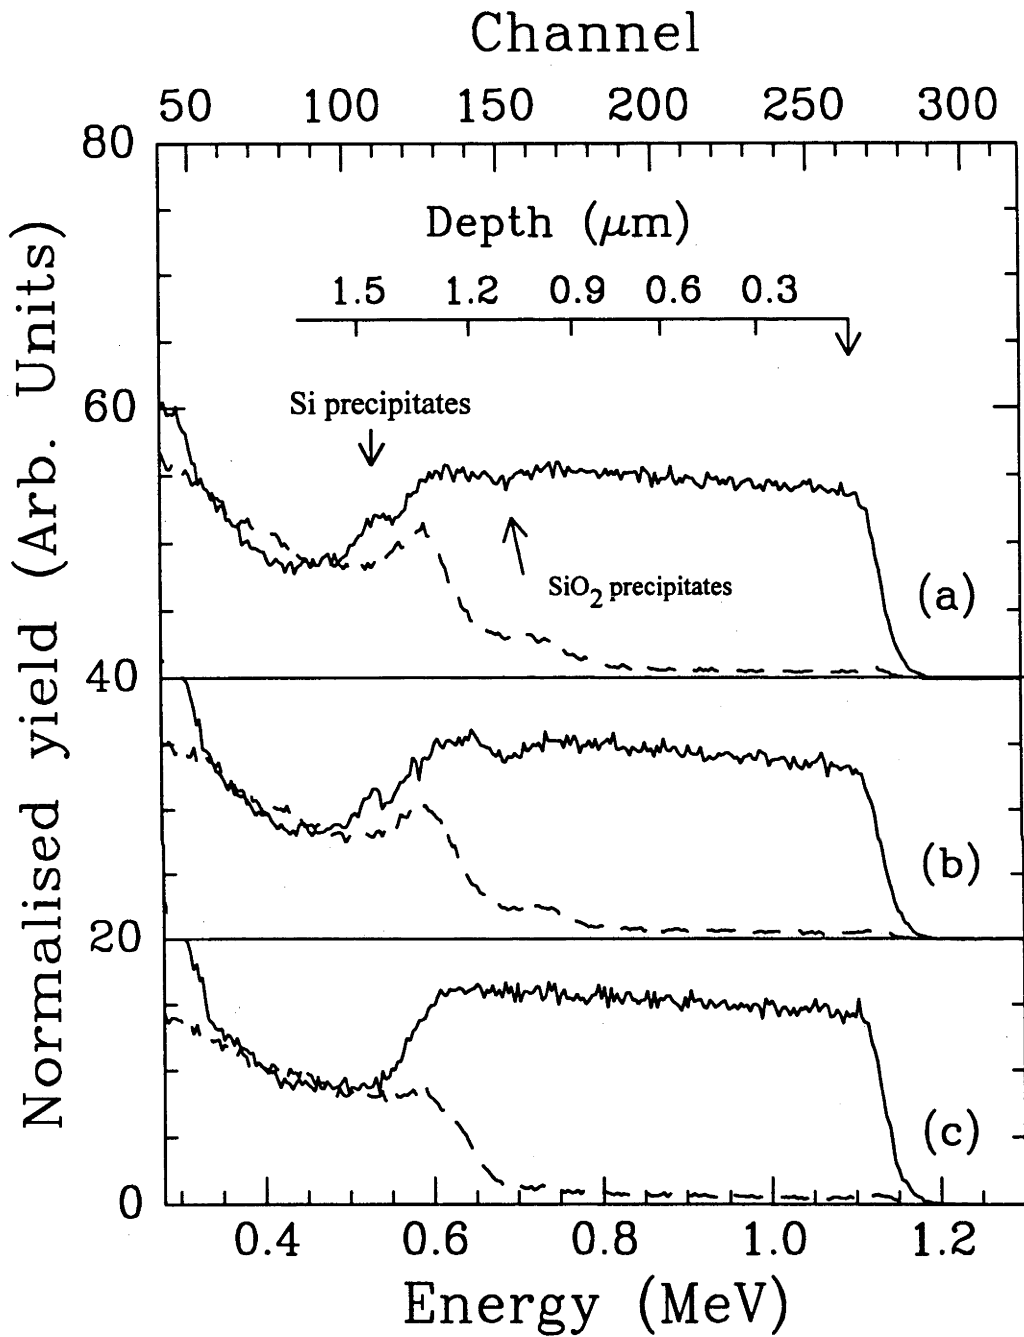 Channel
50 100 150 200 250 300
80
Depth (μm)
1.5 1.2 0.9 0.6 0.3
Si precipitates
60
SiO2 precipitates
(a)
40
(b)
20
(c)
0
0.4 0.6 0.8 1.0 1.2
Energy (MeV)
Normalised yield (Arb. Units)